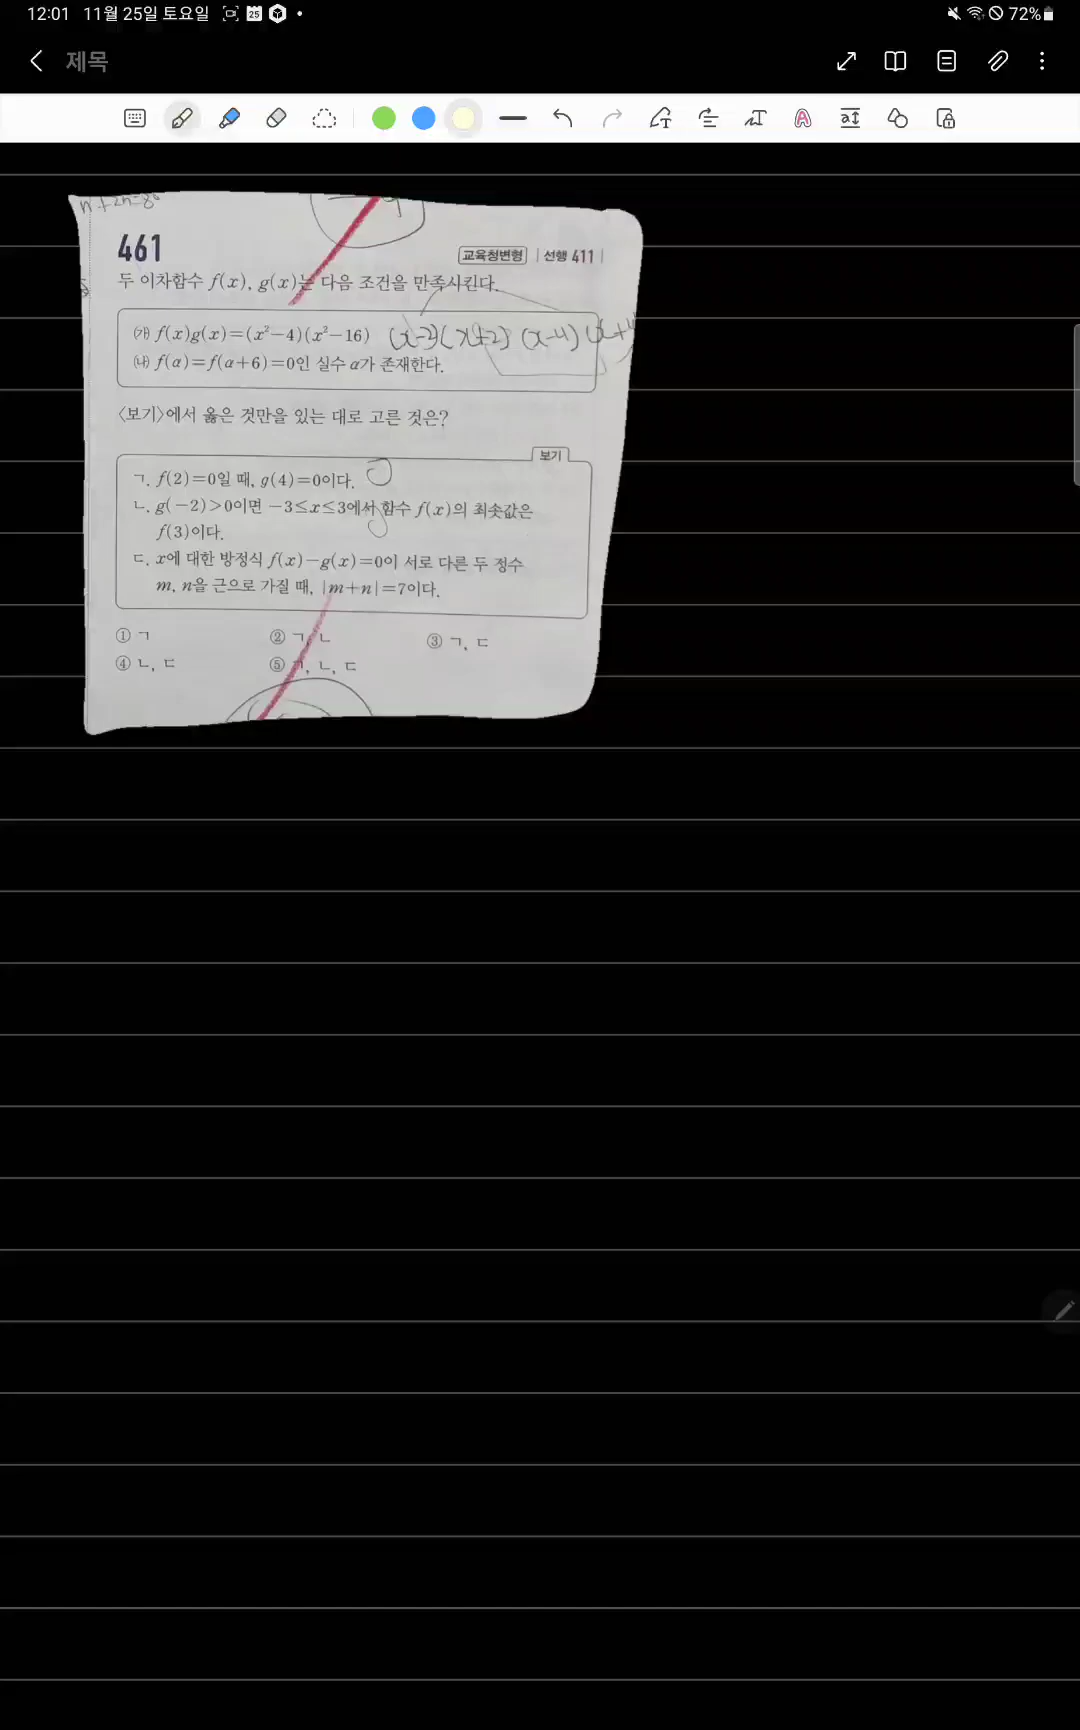 12:01 11월 25일 토요일 25 72%
제목
n+2n=8
461
교육청변형 선행 411
두 이차함수 f(x), g(x)는 다음 조건을 만족시킨다.
㈎ f(x)g(x)=(x²-4)(x²-16) (x-2)(x+2)(x-4)(x+4
㈏ f(α)=f(α+6)=0인 실수 α가 존재한다.
<보기>에서 옳은 것만을 있는 대로 고른 것은?
보기
ㄱ. f(2)=0일 때, g(4)=0이다.
ㄴ. g(-2)>0이면 -3≤x≤3에서 함수 f(x)의 최솟값은
f(3)이다.
ㄷ. x에 대한 방정식 f(x)-g(x)=0이 서로 다른 두 정수
m, n을 근으로 가질 때, |m+n|=7이다.
① ㄱ ② ㄱ, ㄴ ③ ㄱ, ㄷ
④ ㄴ, ㄷ ⑤ ㄱ, ㄴ, ㄷ